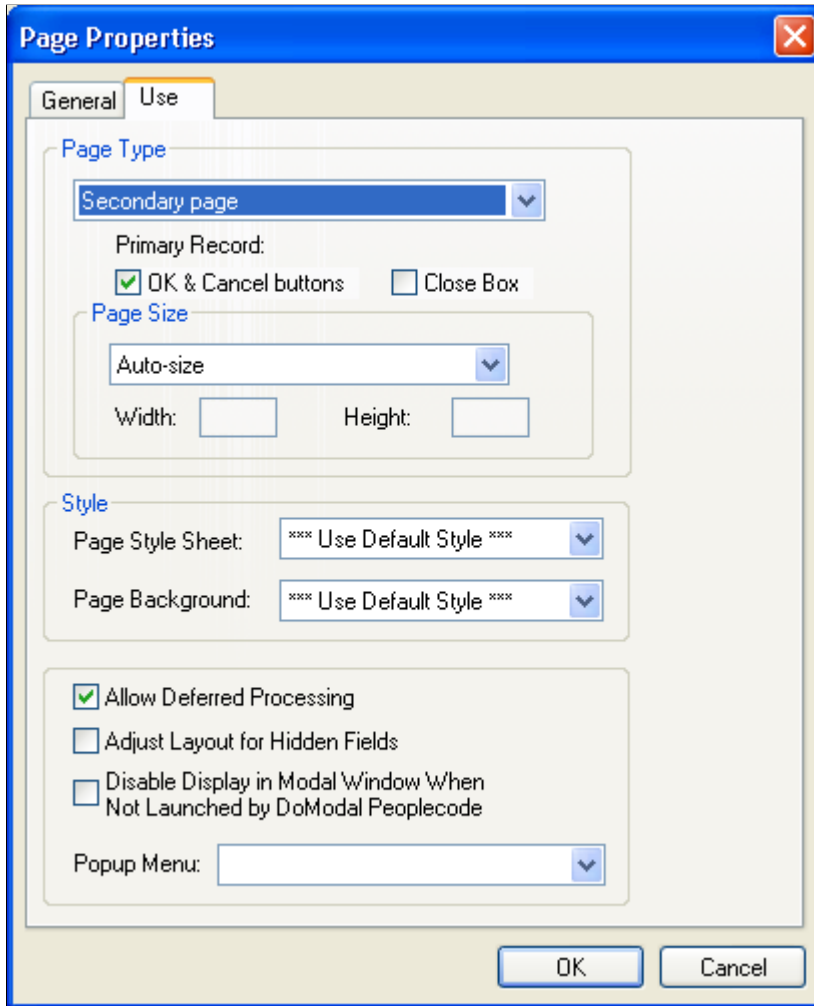 Page Properties
General Use
Page Type
Secondary page
Primary Record:
OK & Cancel buttons Close Box
Page Size
Auto-size
Width: Height:
Style
Page Style Sheet: *** Use Default Style ***
Page Background: *** Use Default Style ***
Allow Deferred Processing
Adjust Layout for Hidden Fields
Disable Display in Modal Window When
Not Launched by DoModal Peoplecode
Popup Menu:
OK Cancel